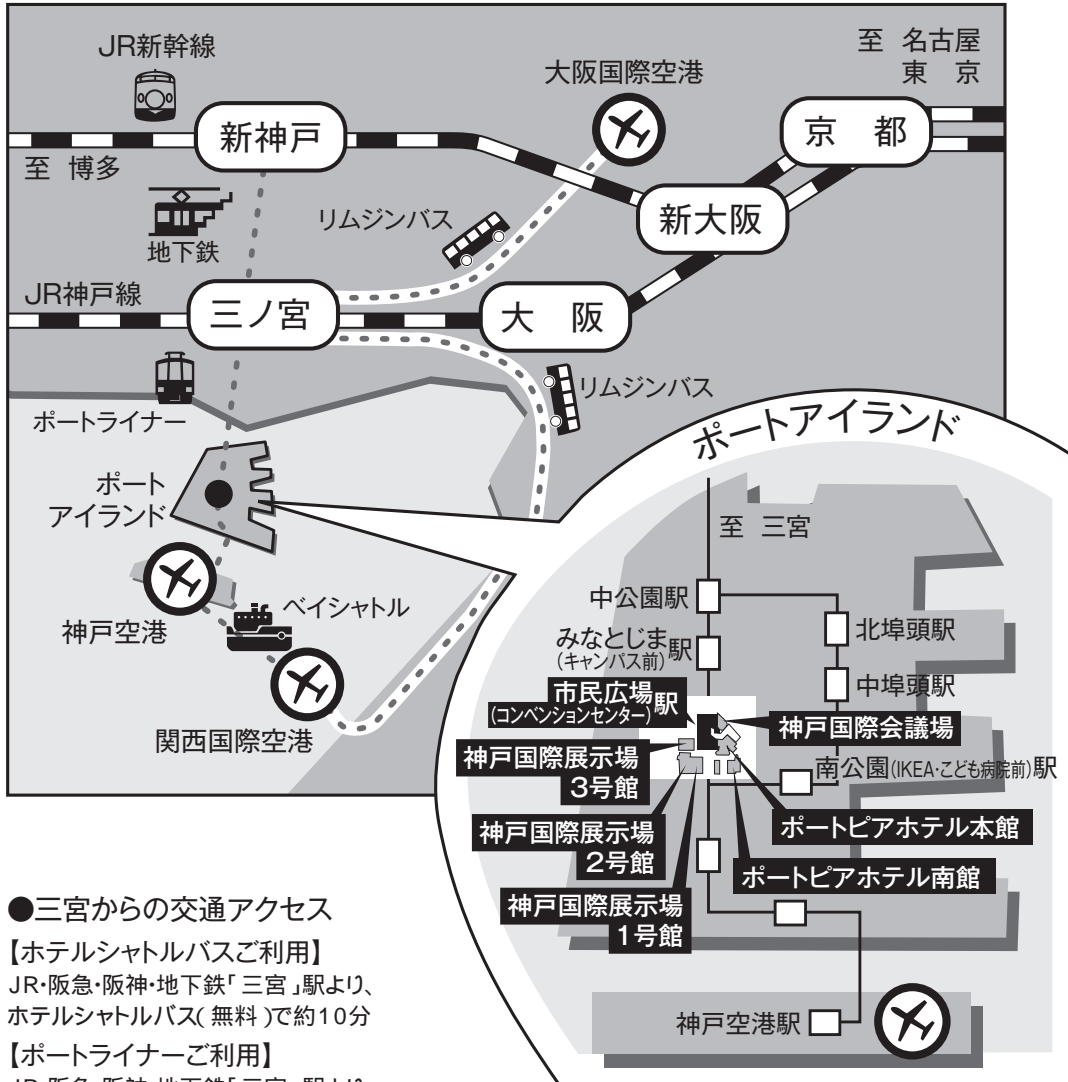 JR新幹線
大阪国際空港
至 名古屋
東 京
新神戸
京 都
至 博多
新大阪
地下鉄
リムジンバス
JR神戸線
三ノ宮
大 阪
リムジンバス
ポートライナー
ポート
アイランド
神戸空港
ベイシャトル
関西国際空港
ポートアイランド
至 三宮
中公園駅
北埠頭駅
みなとじま駅
(キャンパス前)
中埠頭駅
市民広場駅
(コンベンションセンター)
神戸国際会議場
神戸国際展示場
3号館
南公園(IKEA・こども病院前)駅
神戸国際展示場
2号館
ポートピアホテル本館
ポートピアホテル南館
神戸国際展示場
1号館
神戸空港駅
●三宮からの交通アクセス
【ホテルシャトルバスご利用】
JR・阪急・阪神・地下鉄「三宮」駅より、
ホテルシャトルバス(無料)で約10分
【ポートライナーご利用】
JR・阪急・阪神・地下鉄「三宮」駅より、